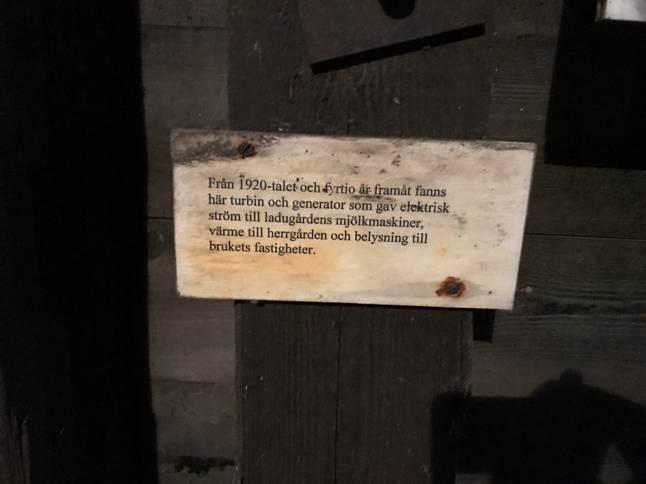 Från 1920-talet och fyrtio år framåt fanns
här turbin och generator som gav elektrisk
ström till ladugårdens mjölkmaskiner,
värme till herrgården och belysning till
brukets fastigheter.